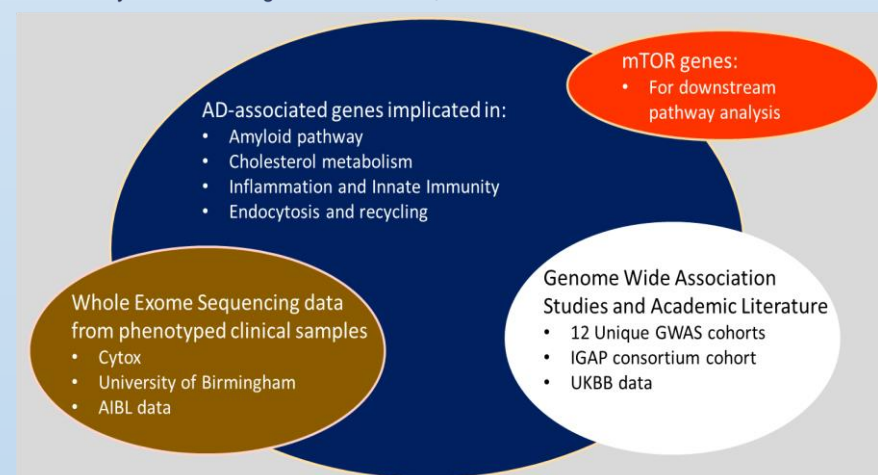 AD-associated genes implicated in:
• Amyloid pathway
• Cholesterol metabolism
• Inflammation and Innate Immunity
• Endocytosis and recycling
mTOR genes:
• For downstream
pathway analysis
Whole Exome Sequencing data
from phenotyped clinical samples
• Cytox
• University of Birmingham
• AIBL data
Genome Wide Association
Studies and Academic Literature
• 12 Unique GWAS cohorts
• IGAP consortium cohort
• UKBB data